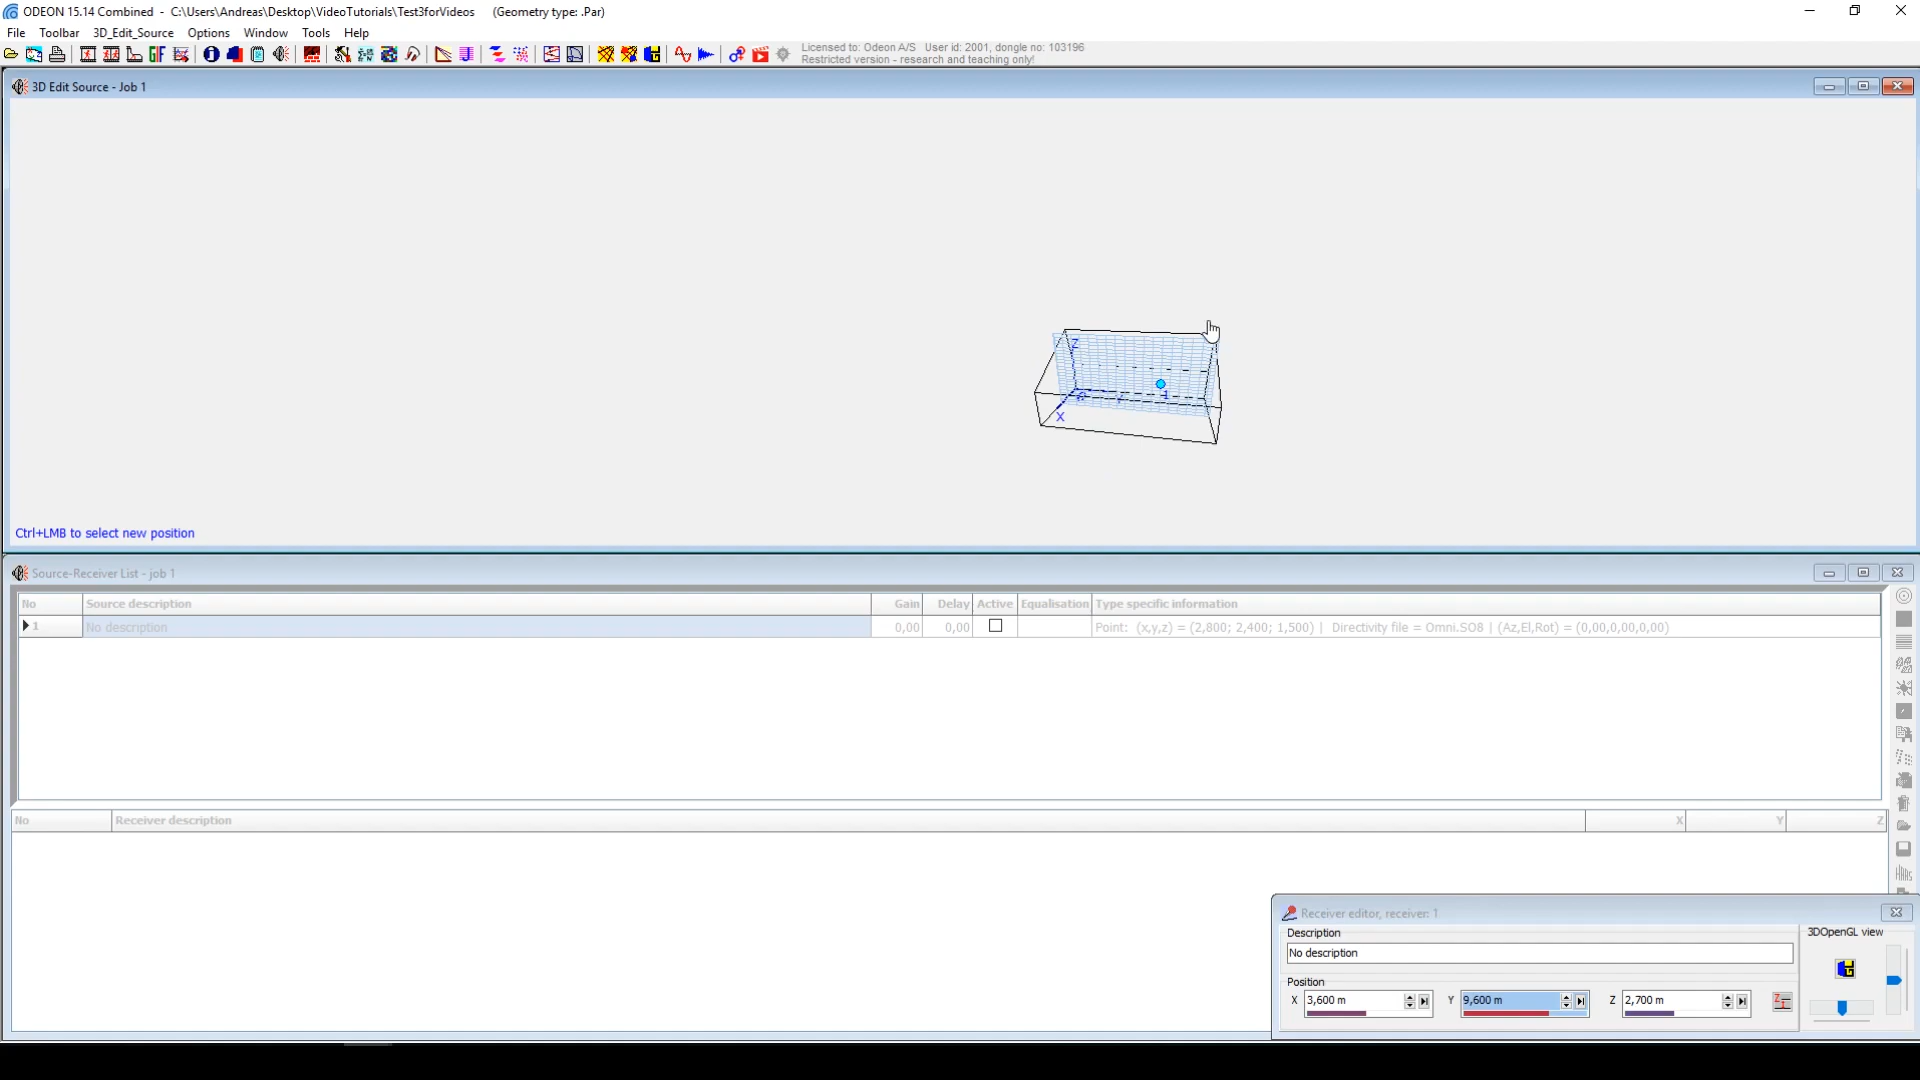 ODEON 15.14 Combined - C:\Users\Andreas\Desktop\VideoTutorials\Test3forVideos (Geometry type: .Par)
File Toolbar 3D_Edit_Source Options Window Tools Help
Licensed to: Odeon A/S User id: 2001, dongle no: 103196
Restricted version - research and teaching only!
3D Edit Source - Job 1
Z
X
Y
1
Ctrl+LMB to select new position
Source-Receiver List - job 1
No Source description Gain Delay Active Equalisation Type specific information
1 No description 0,00 0,00 Point: (x,y,z) = (2,800; 2,400; 1,500) | Directivity file = Omni.SO8 | (Az,El,Rot) = (0,00,0,00,0,00)
No Receiver description X Y Z
Receiver editor, receiver: 1
Description 3DOpenGL view
No description
Position
X 3,600 m Y 9,600 m Z 2,700 m